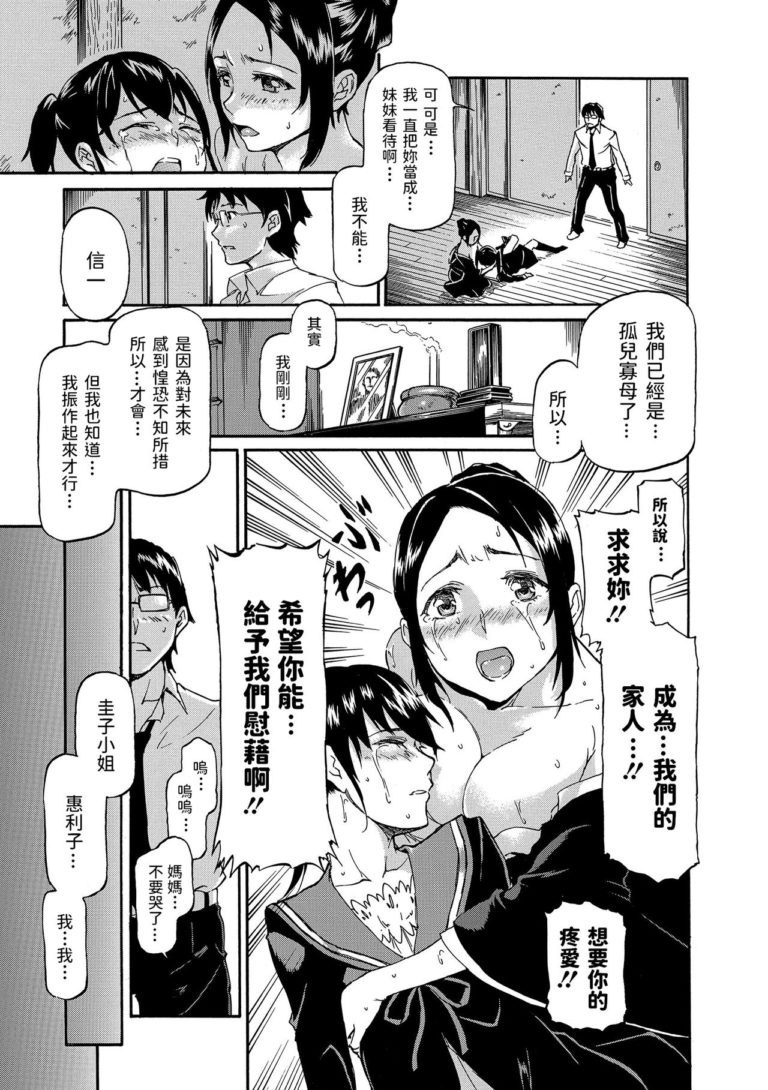 可可是…
我一直把妳當成…
妹妹看待啊…
我不能…
信一
我們已經是…
孤兒寡母了…
所以…
其實
我剛剛…
是因為對未來
感到惶恐不知所措
所以…才會…
但我也知道…
我振作起來才行…
所以說…
求求妳!!
成為…我們的
家人…!!
ぶわっ
希望你能…
給予我們慰藉啊!!
想要你的
疼愛!!
嗚…
嗚嗚…
媽媽…
不要哭了…
圭子小姐
惠利子…
我…我…